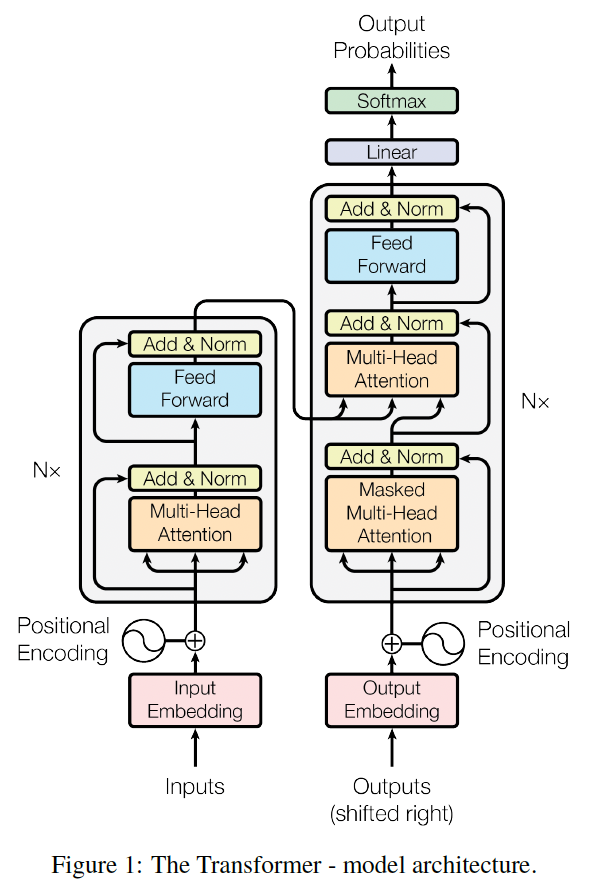 Output
Probabilities
Softmax
Linear
Add & Norm
Feed
Forward
Add & Norm
Multi-Head
Attention
Add & Norm
Masked
Multi-Head
Attention
N×
Positional
Encoding
Output
Embedding
Outputs
(shifted right)
Add & Norm
Feed
Forward
Add & Norm
Multi-Head
Attention
N×
Positional
Encoding
Input
Embedding
Inputs
Figure 1: The Transformer - model architecture.